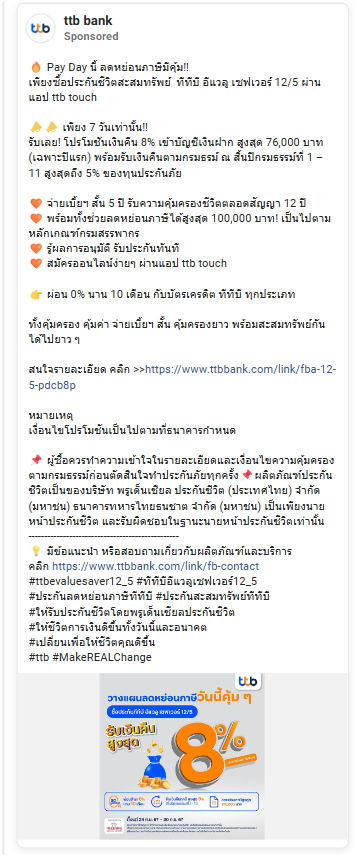 ttb bank
Sponsored
🔥 Pay Day นี้ ลดหย่อนภาษีมีคุ้ม!!
เพียงซื้อประกันชีวิตสะสมทรัพย์ ทีทีบี อีแวลู เซฟเวอร์ 12/5 ผ่าน
แอป ttb touch
📣 📣 เพียง 7 วันเท่านั้น!!
รับเลย! โปรโมชันเงินคืน 8% เข้าบัญชีเงินฝาก สูงสุด 76,000 บาท
(เฉพาะปีแรก) พร้อมรับเงินคืนตามกรมธรรม์ ณ สิ้นปีกรมธรรม์ที่ 1 –
11 สูงสุดถึง 5% ของทุนประกันภัย
🧡 จ่ายเบี้ยฯ สั้น 5 ปี รับความคุ้มครองชีวิตตลอดสัญญา 12 ปี
🧡 พร้อมทั้งช่วยลดหย่อนภาษีได้สูงสุด 100,000 บาท! เป็นไปตาม
หลักเกณฑ์กรมสรรพากร
🧡 รู้ผลการอนุมัติ รับประกันทันที
🧡 สมัครออนไลน์ง่ายๆ ผ่านแอป ttb touch
👉 ผ่อน 0% นาน 10 เดือน กับบัตรเครดิต ทีทีบี ทุกประเภท
ทั้งคุ้มครอง คุ้มค่า จ่ายเบี้ยฯ สั้น คุ้มครองยาว พร้อมสะสมทรัพย์กัน
ได้ไปยาว ๆ
สนใจรายละเอียด คลิก >>https://www.ttbbank.com/link/fba-12-
5-pdcb8p
หมายเหตุ
เงื่อนไขโปรโมชันเป็นไปตามที่ธนาคารกำหนด
📌 ผู้ซื้อควรทำความเข้าใจในรายละเอียดและเงื่อนไขความคุ้มครอง
ตามกรมธรรม์ก่อนตัดสินใจทำประกันภัยทุกครั้ง 📌 ผลิตภัณฑ์ประกัน
ชีวิตเป็นของบริษัท พรูเด็นเชียล ประกันชีวิต (ประเทศไทย) จำกัด
(มหาชน) ธนาคารทหารไทยธนชาต จำกัด (มหาชน) เป็นเพียงนาย
หน้าประกันชีวิต และรับผิดชอบในฐานะนายหน้าประกันชีวิตเท่านั้น
------------------------------------------------
💡 มีข้อแนะนำ หรือสอบถามเกี่ยวกับผลิตภัณฑ์และบริการ
คลิก https://www.ttbbank.com/link/fb-contact
#ttbevaluesaver12_5 #ทีทีบีอีแวลูเซฟเวอร์12_5
#ประกันลดหย่อนภาษีทีทีบี #ประกันสะสมทรัพย์ทีทีบี
#ให้รับประกันชีวิตโดยพรูเด็นเชียลประกันชีวิต
#ให้ชีวิตการเงินดีขึ้นทั้งวันนี้และอนาคต
#เปลี่ยนเพื่อให้ชีวิตคุณดีขึ้น
#ttb #MakeREALChange
ttb
วางแผนลดหย่อนภาษีวันนี้คุ้ม ๆ
ซื้อประกันทีทีบี อีแวลู เซฟเวอร์ 12/5
รับเงินคืน
สูงสุด
8%
ตั้งแต่ 24 ก.ย. 67 - 30 ก.ย. 67